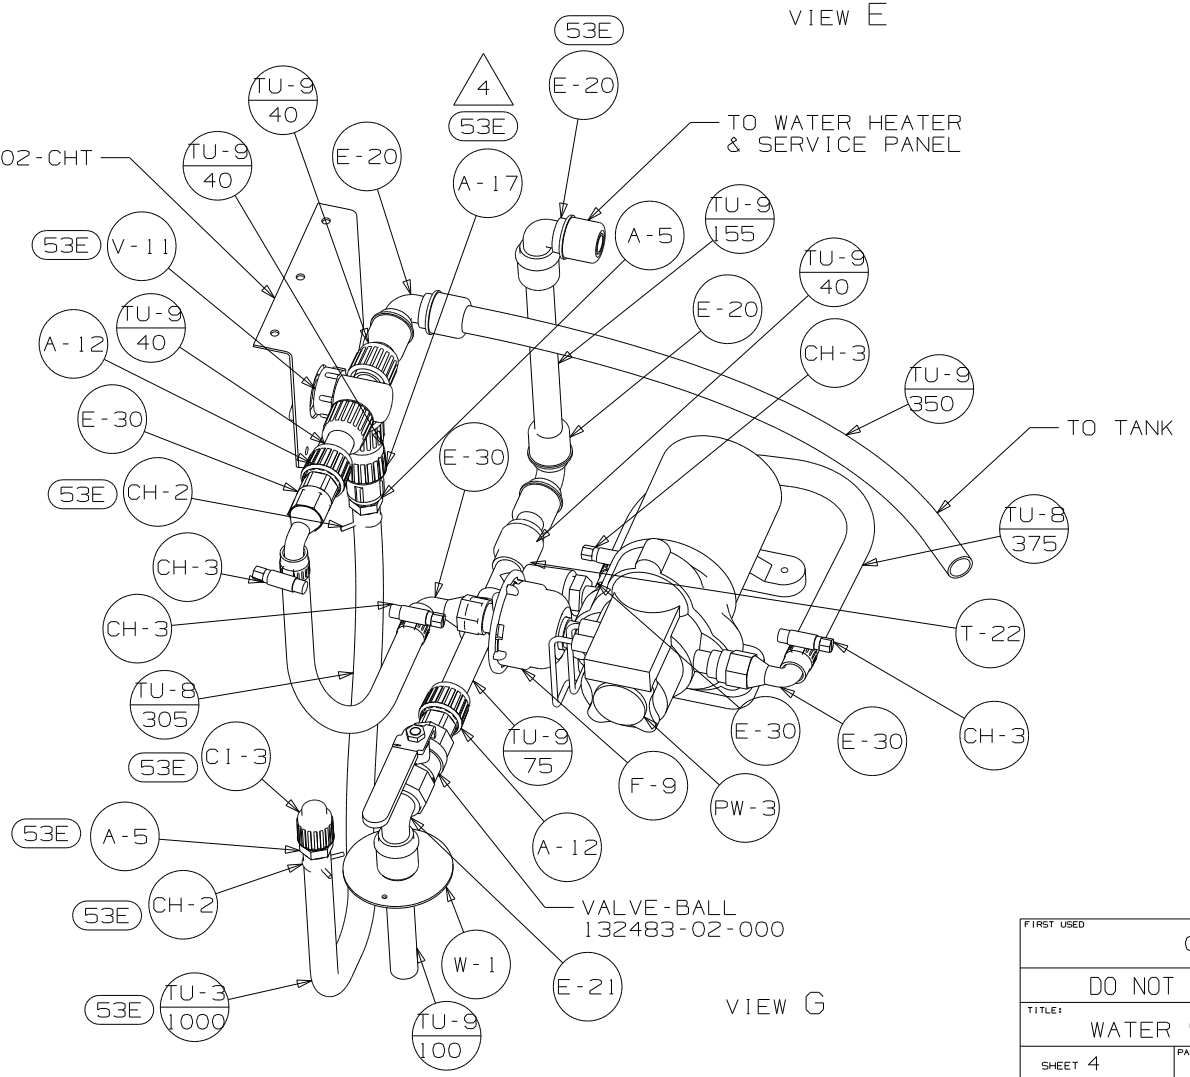 VIEW E
53E
E-20
4
53E
TU-9
40
TO WATER HEATER
& SERVICE PANEL
02-CHT
TU-9
40
E-20
A-17
TU-9
155
A-5
53E
V-11
TU-9
40
TU-9
40
E-20
A-12
CH-3
TU-9
350
E-30
TO TANK
E-30
53E
CH-2
TU-8
375
CH-3
CH-3
T-22
TU-8
305
E-30
E-30
CH-3
TU-9
75
53E
CI-3
F-9
PW-3
53E
A-5
A-12
53E
CH-2
VALVE-BALL
132483-02-000
W-1
E-21
53E
TU-3
1000
TU-9
100
VIEW G
FIRST USED
DO NOT
TITLE:
WATER
SHEET 4
PA